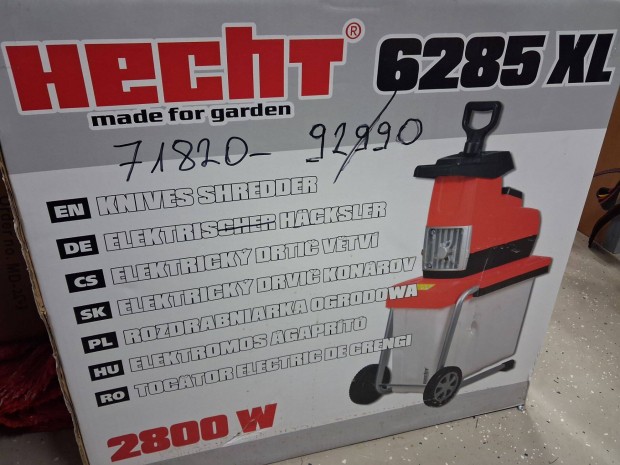 HECHT® 6285 XL
made for garden
71820- 92990
EN KNIVES SHREDDER
DE ELEKTRISCHER HÄCKSLER
CS ELEKTRICKÝ DRTIČ VĚTVÍ
SK ELEKTRICKÝ DRVIČ KONÁROV
PL ROZDRABNIARKA OGRODOWA
HU ELEKTROMOS ÁGAPRÍTÓ
RO TOCĂTOR ELECTRIC DE CRENGI
2800 W